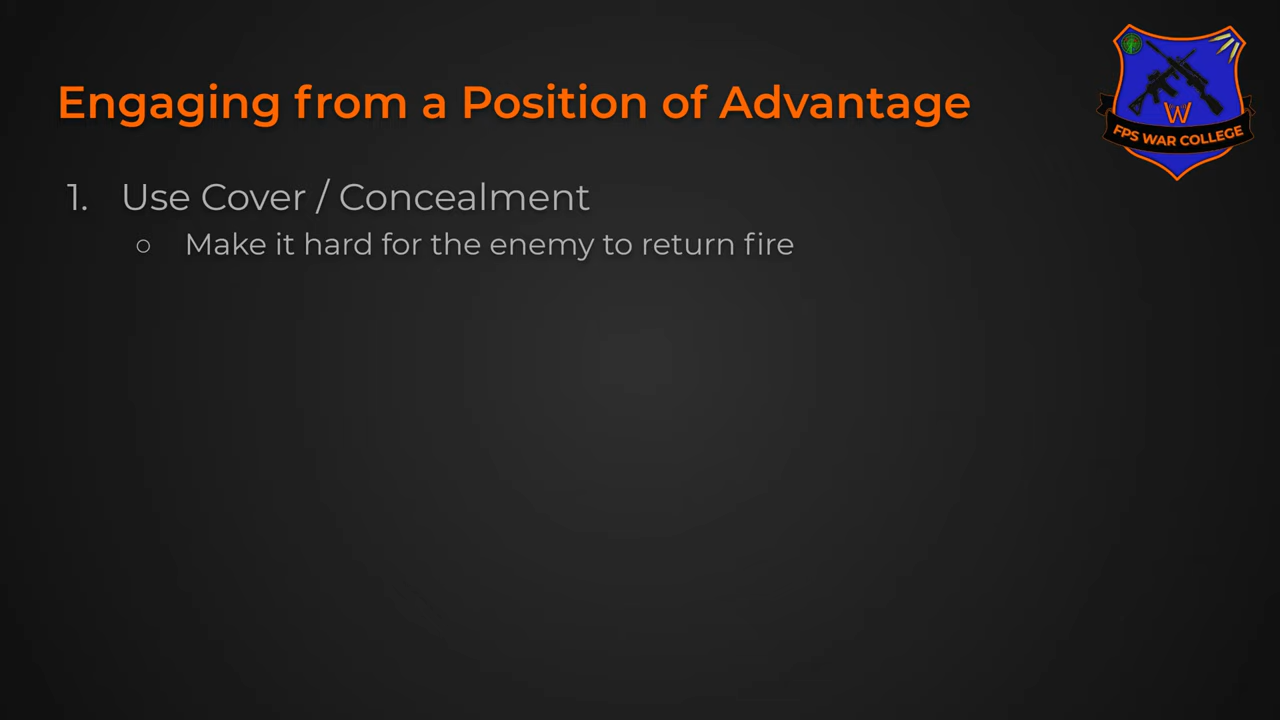 Engaging from a Position of Advantage
W
FPS WAR COLLEGE
1. Use Cover / Concealment
○ Make it hard for the enemy to return fire